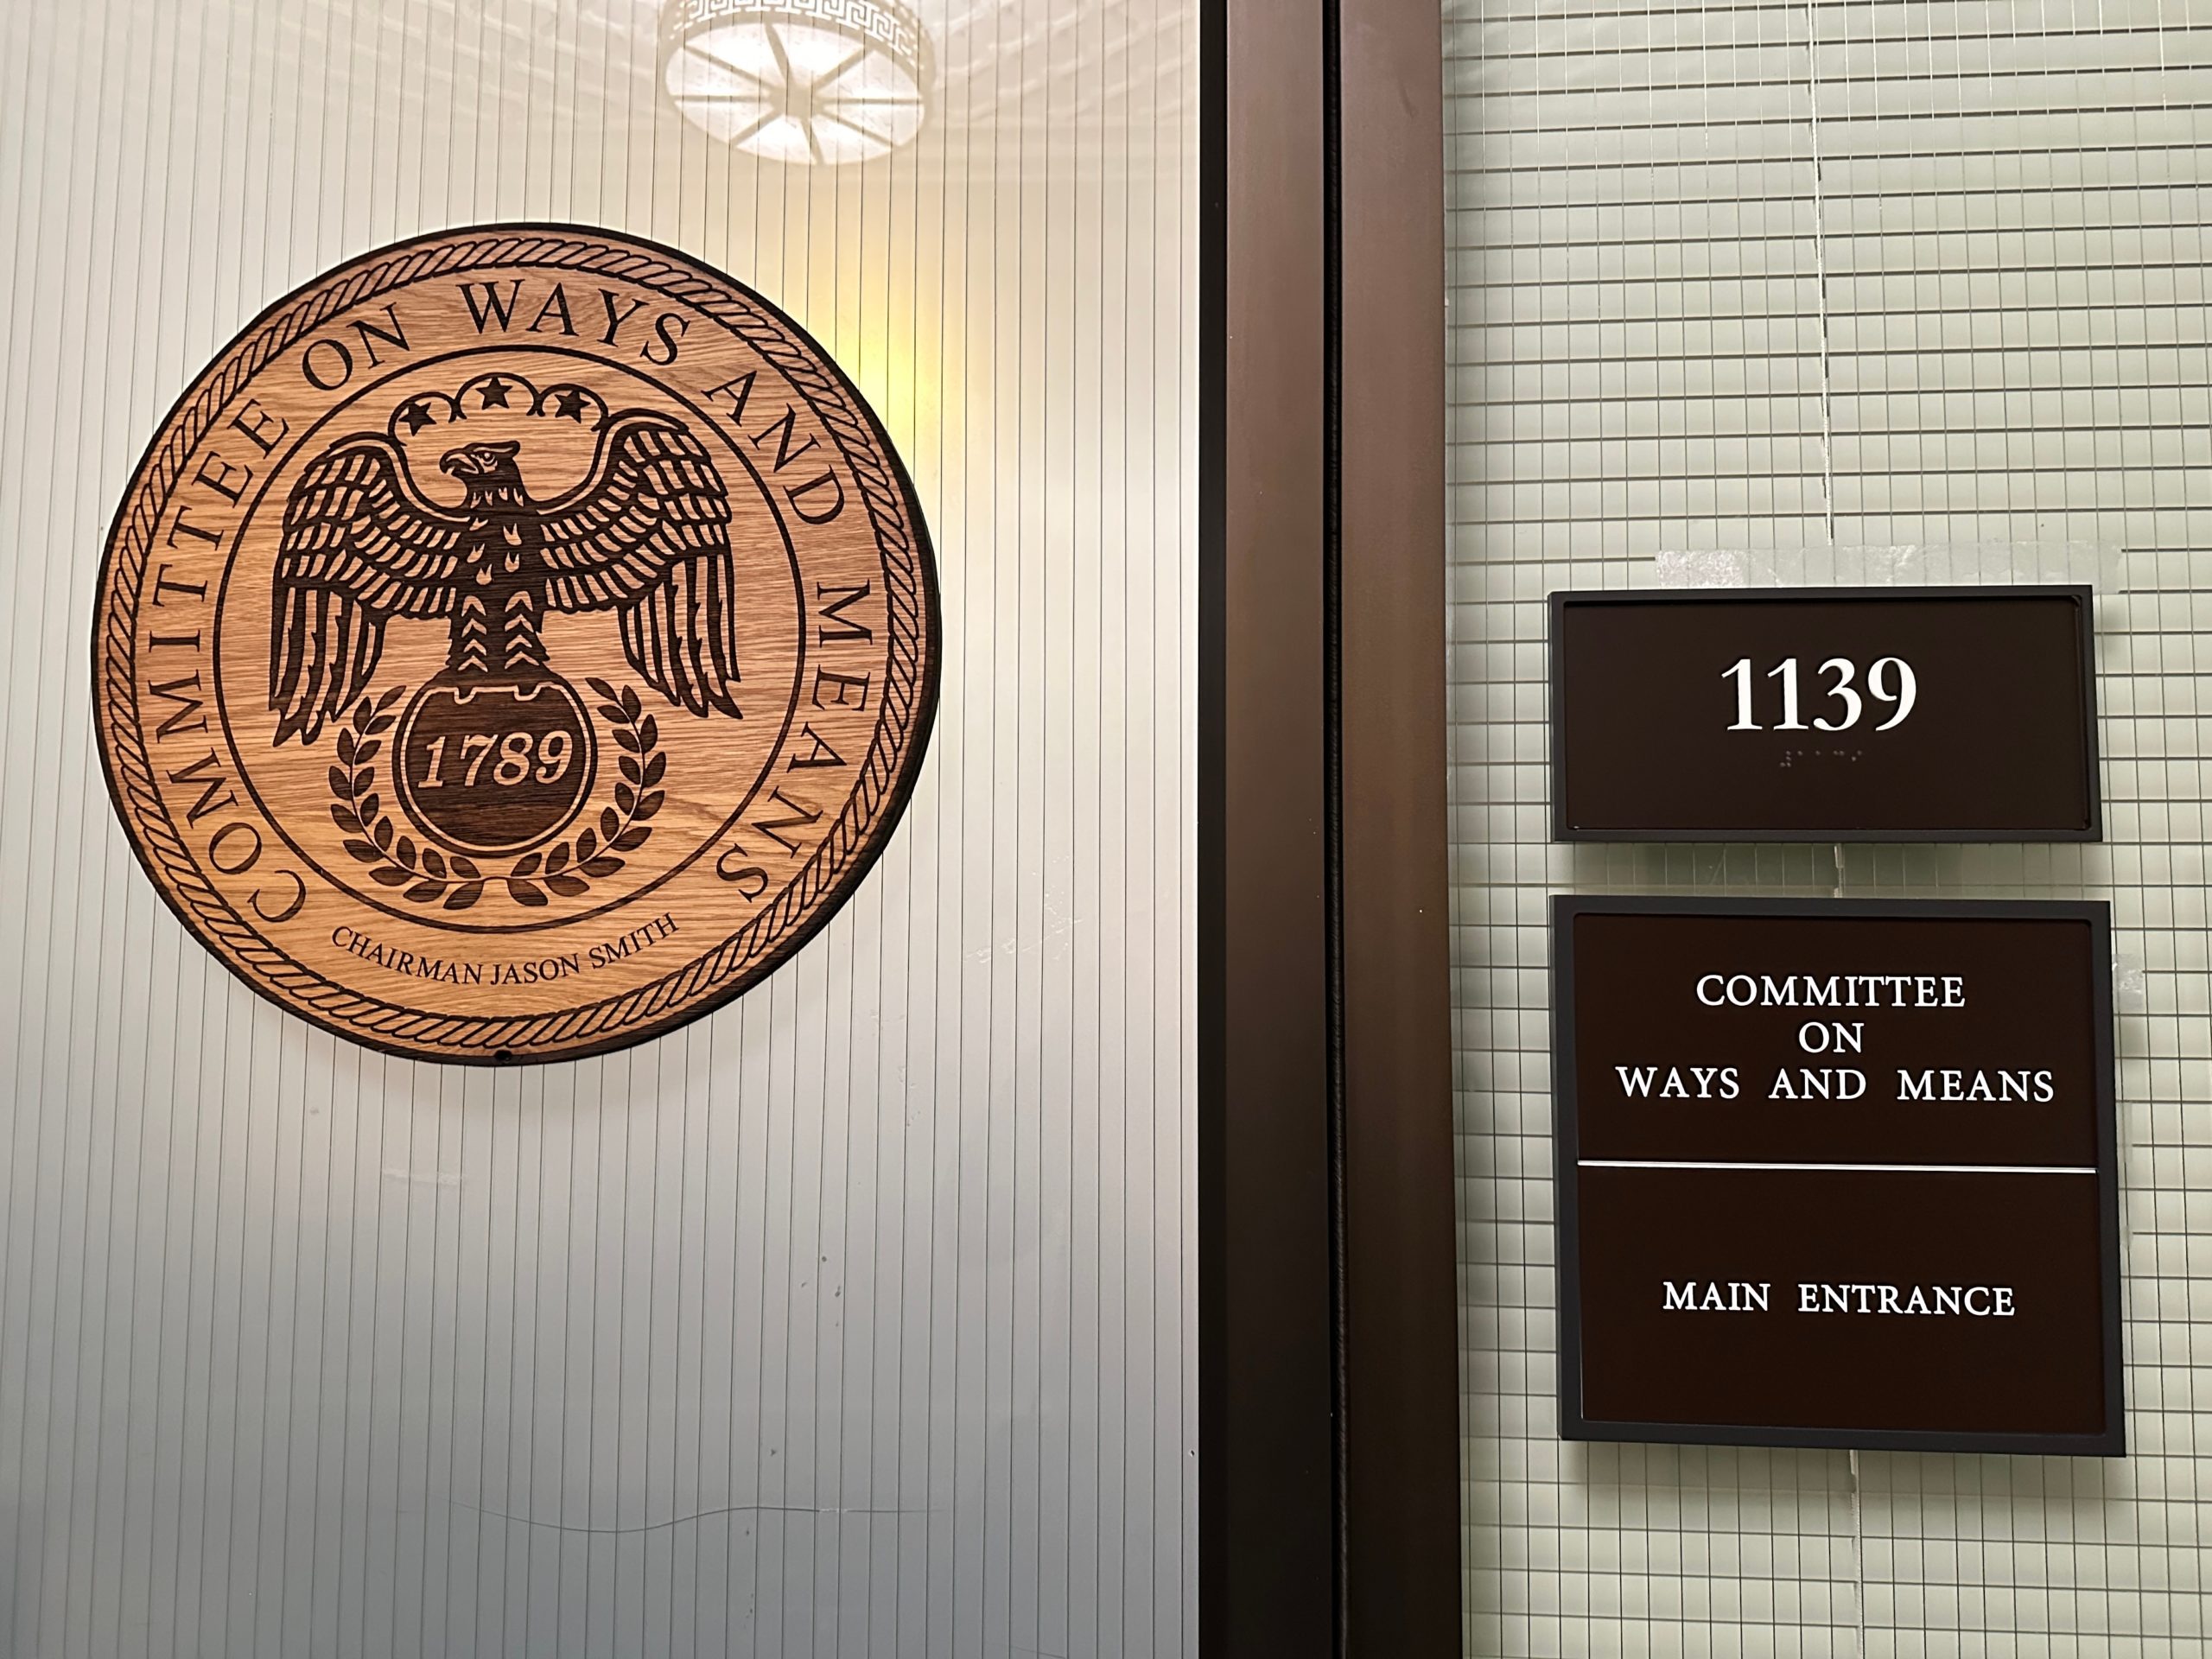 COMMITTEE ON WAYS AND MEANS
1789
CHAIRMAN JASON SMITH
1139
COMMITTEE
ON
WAYS AND MEANS
MAIN ENTRANCE